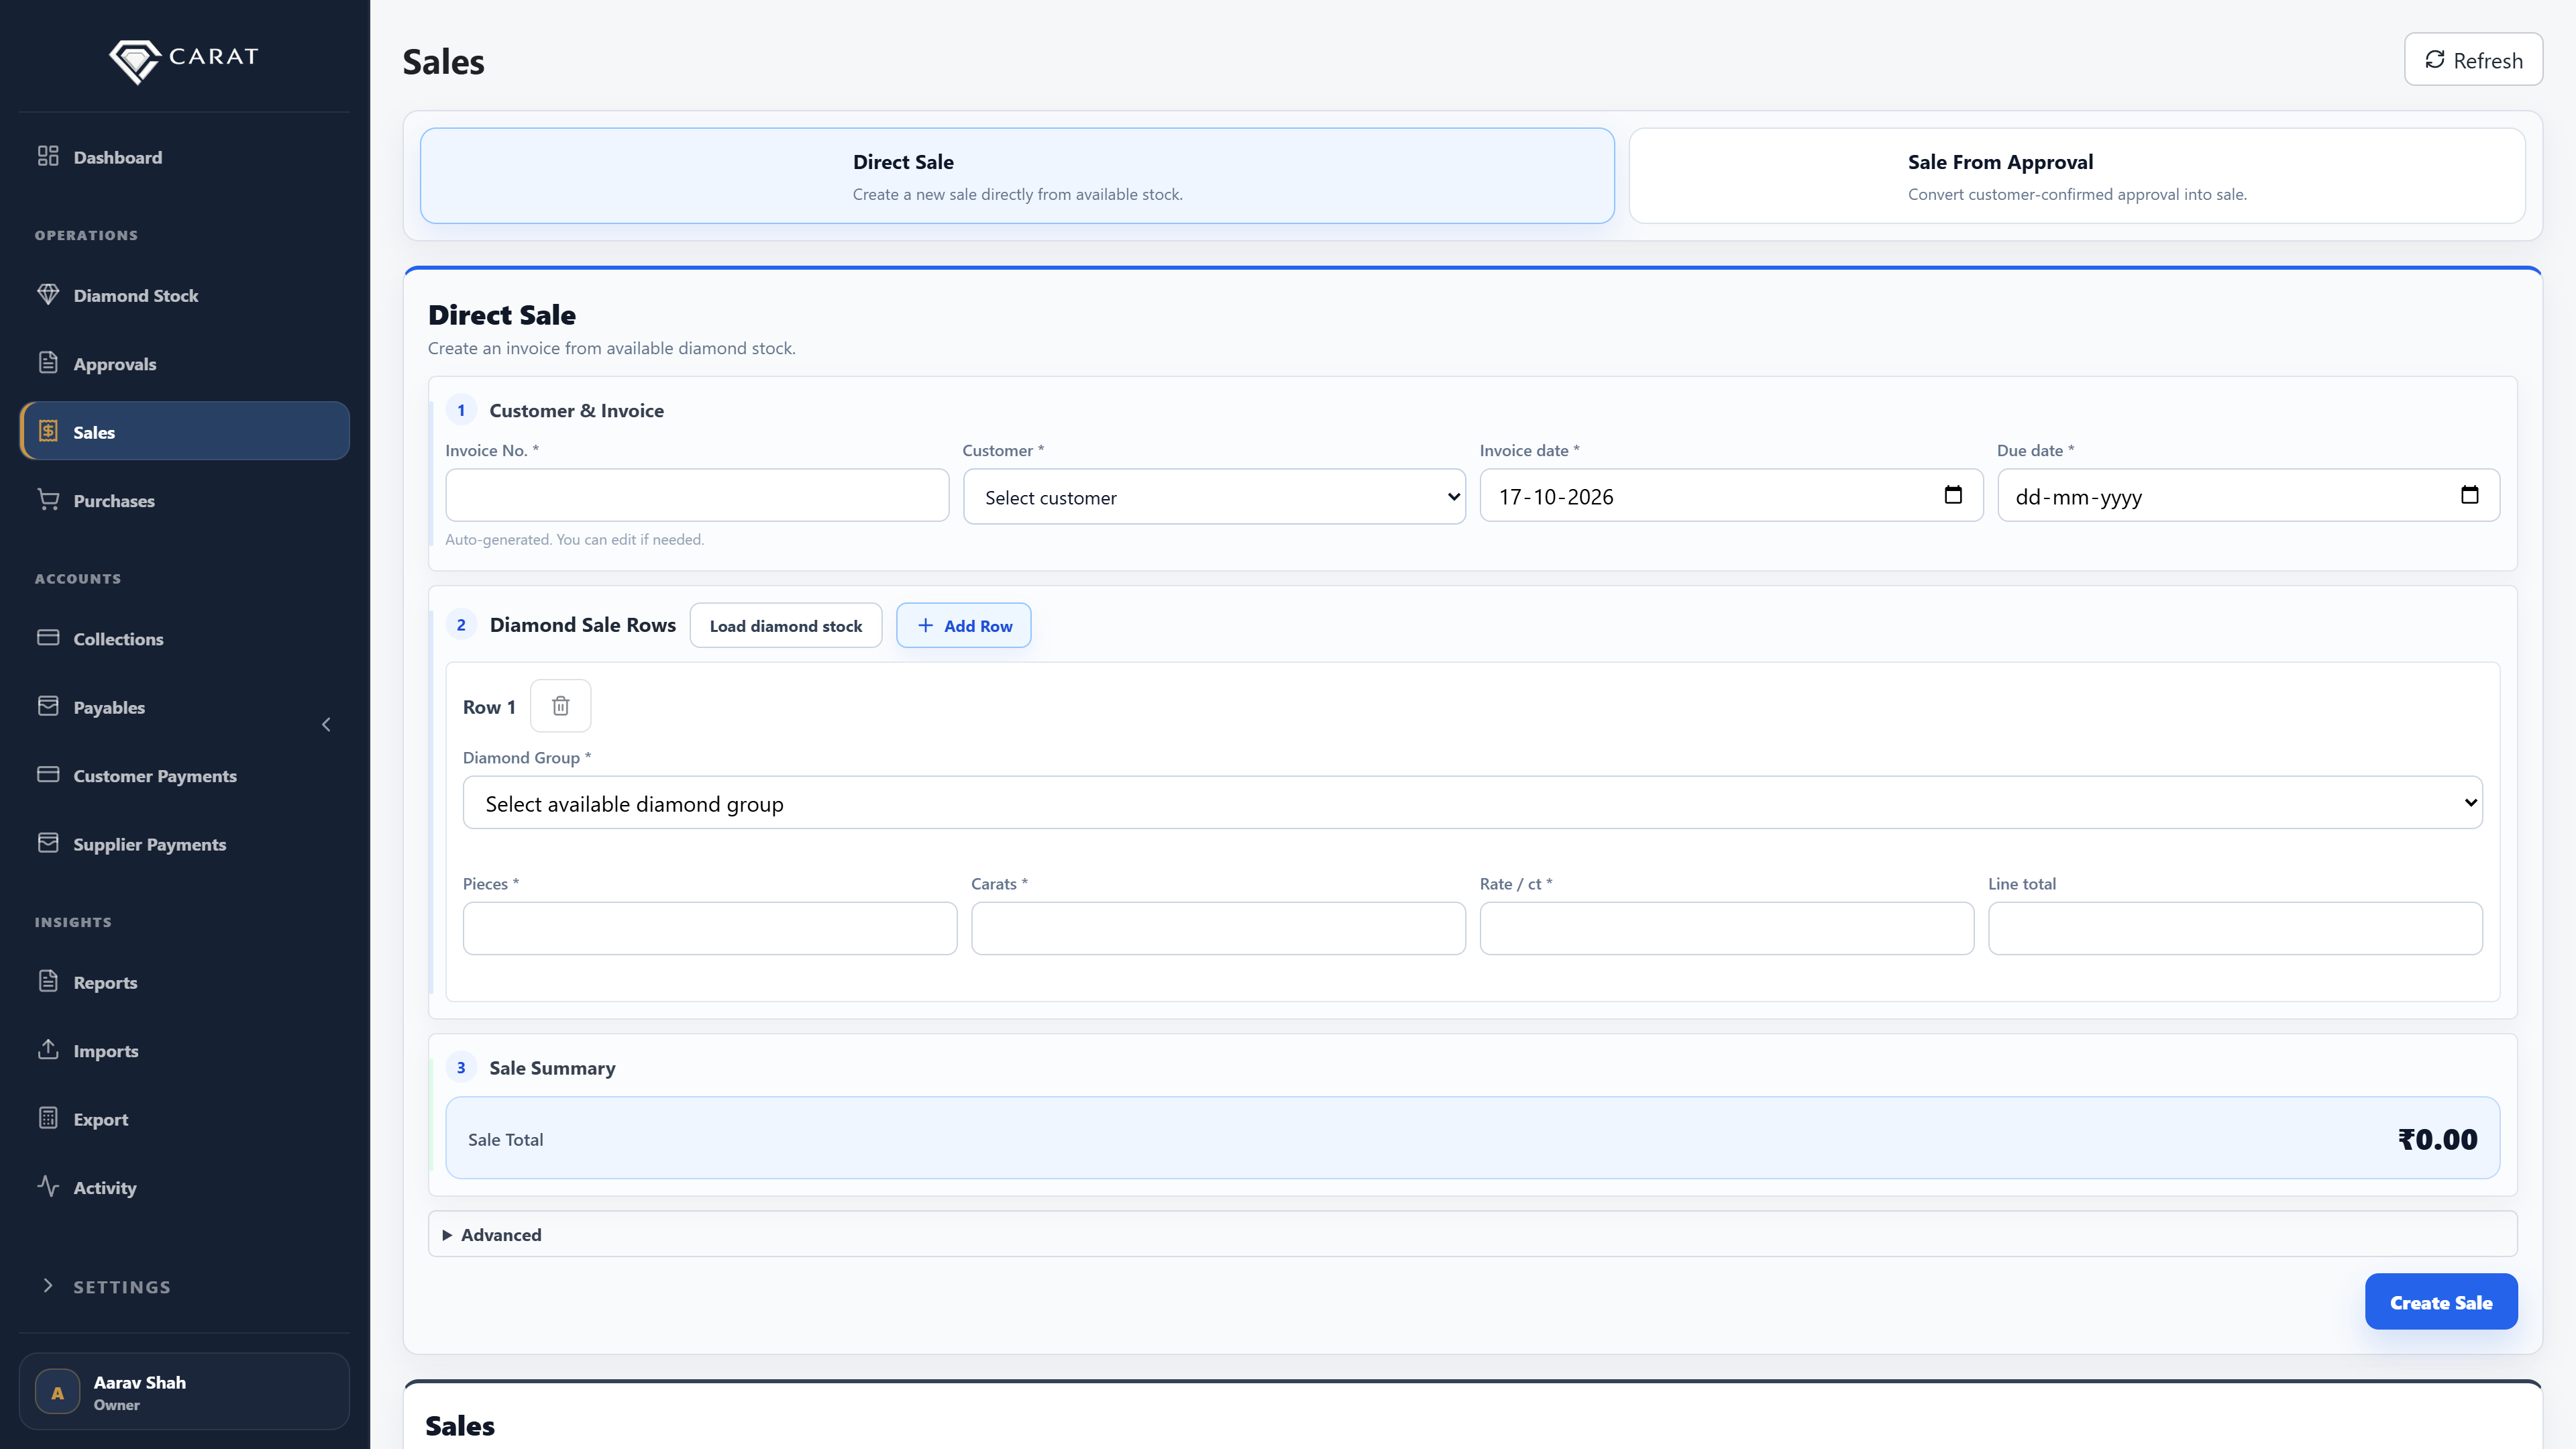 CARAT
Dashboard
OPERATIONS
Diamond Stock
Approvals
Sales
Purchases
ACCOUNTS
Collections
Payables
Customer Payments
Supplier Payments
INSIGHTS
Reports
Imports
Export
Activity
SETTINGS
A
Aarav Shah
Owner
Sales
Refresh
Direct Sale
Create a new sale directly from available stock.
Sale From Approval
Convert customer-confirmed approval into sale.
Direct Sale
Create an invoice from available diamond stock.
1 Customer & Invoice
Invoice No. * Customer * Invoice date * Due date *
Select customer 17-10-2026 dd-mm-yyyy
Auto-generated. You can edit if needed.
2 Diamond Sale Rows Load diamond stock + Add Row
Row 1
Diamond Group *
Select available diamond group
Pieces * Carats * Rate / ct * Line total
3 Sale Summary
Sale Total ₹0.00
Advanced
Create Sale
Sales